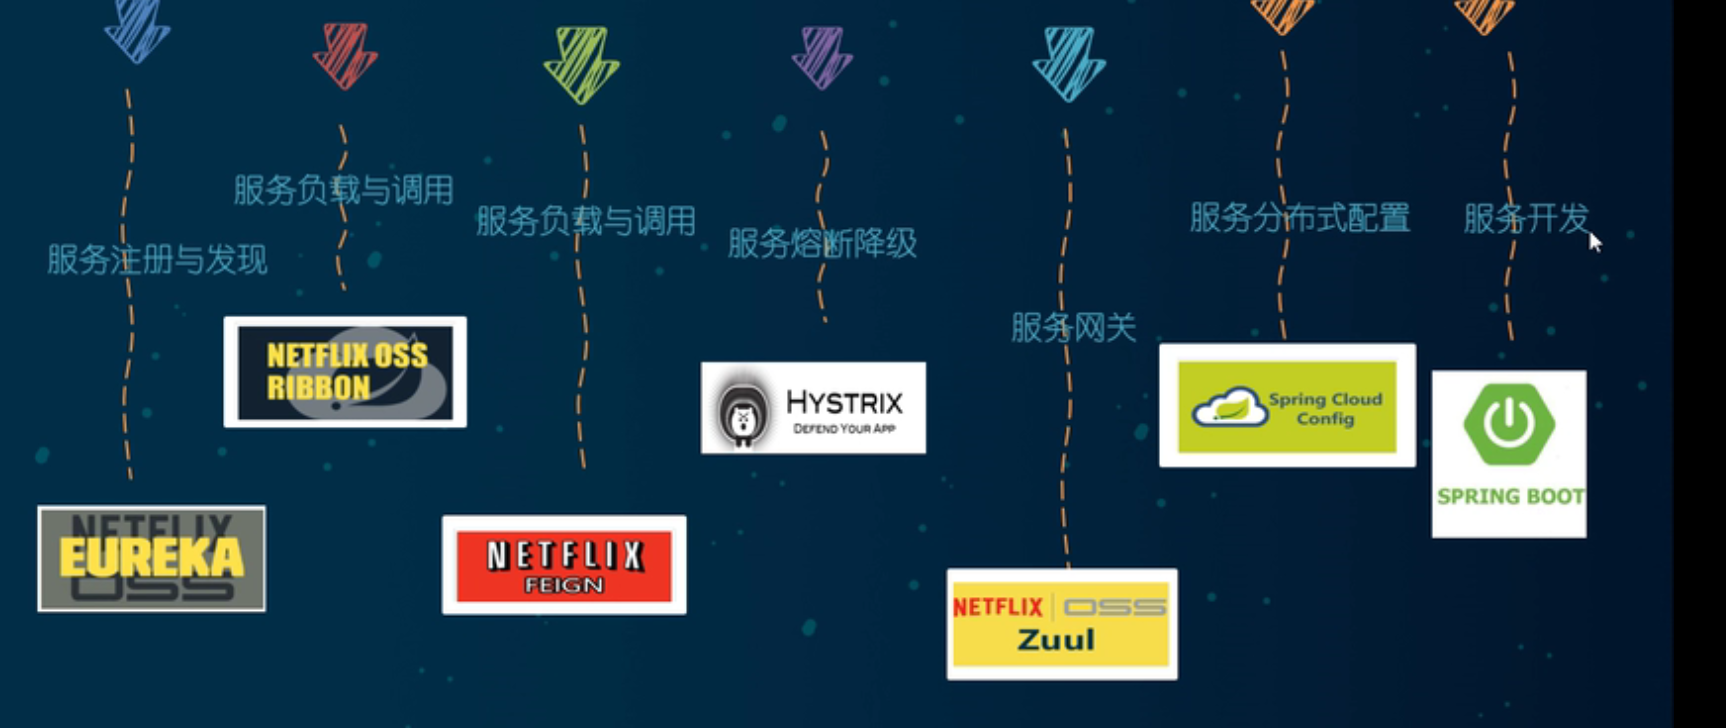 服务注册与发现
NETFLIX
EUREKA
OSS
服务负载与调用
NETFLIX OSS
RIBBON
服务负载与调用
NETFLIX
FEIGN
服务熔断降级
HYSTRIX
DEFEND YOUR APP
服务网关
NETFLIX | OSS
Zuul
服务分布式配置
Spring Cloud
Config
服务开发
SPRING BOOT